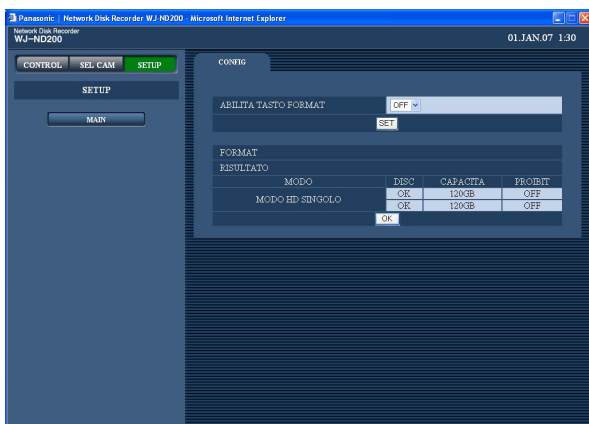 Panasonic | Network Disk Recorder WJ-ND200 - Microsoft Internet Explorer
Network Disk Recorder
WJ-ND200
01.JAN.07 1:30
CONTROL SEL CAM SETUP
SETUP
MAIN
CONFIG
ABILITA TASTO FORMAT OFF
SET
FORMAT
RISULTATO
MODO DISC CAPACITA PROIBIT
MODO HD SINGOLO
OK 120GB OFF
OK 120GB OFF
OK